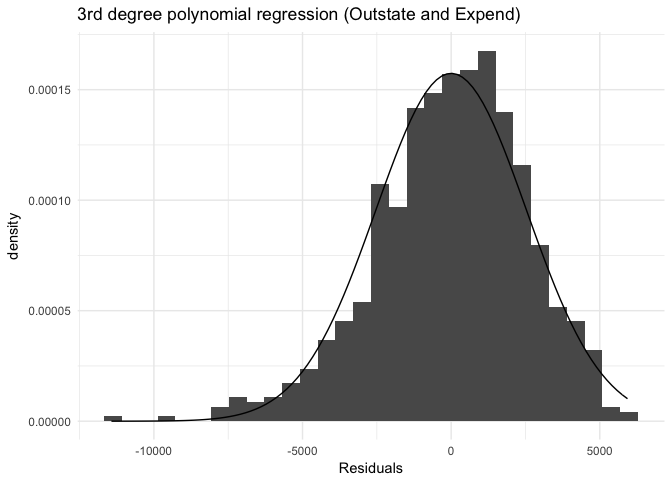 3rd degree polynomial regression (Outstate and Expend)
0.00015
0.00010
0.00005
0.00000
density
-10000
-5000
0
5000
Residuals